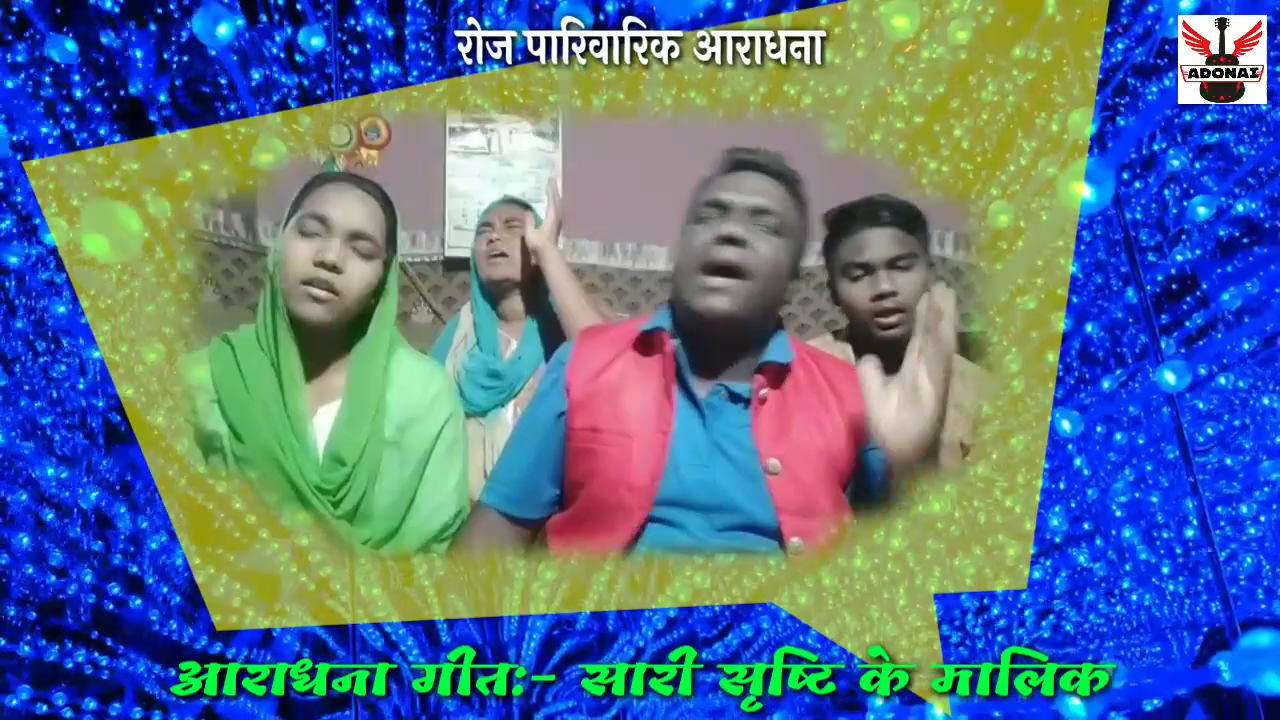 रोज पारिवारिक आराधना
ADONAI
आराधना गीत:- सारी सृष्टि के मालिक